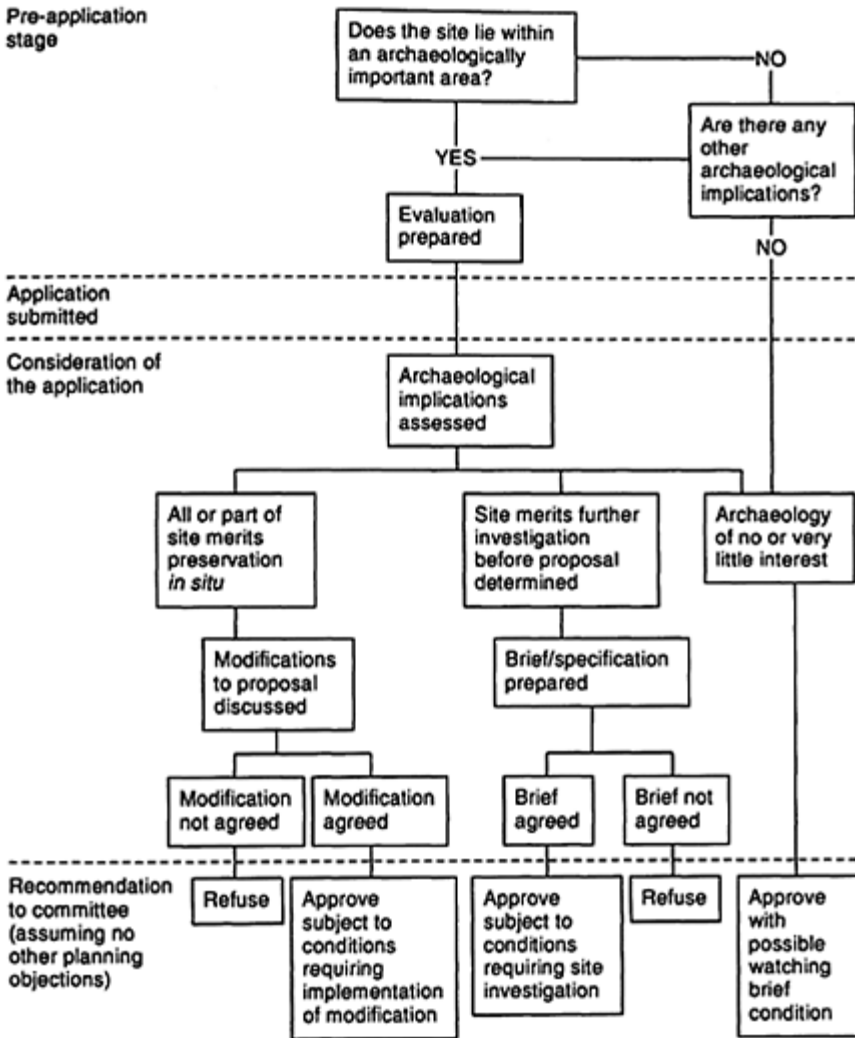 Pre-application
stage
Does the site lie within
an archaeologically
important area?
NO
Are there any
other
archaeological
implications?
YES
Evaluation
prepared
NO
Application
submitted
Consideration of
the application
Archaeological
implications
assessed
All or part of
site merits
preservation
in situ
Site merits further
investigation
before proposal
determined
Archaeology
of no or very
little interest
Modifications
to proposal
discussed
Brief/specification
prepared
Modification
not agreed
Modification
agreed
Brief
agreed
Brief not
agreed
Recommendation
to committee
(assuming no
other planning
objections)
Refuse
Approve
subject to
conditions
requiring
implementation
of modification
Approve
subject to
conditions
requiring site
investigation
Refuse
Approve
with
possible
watching
brief
condition